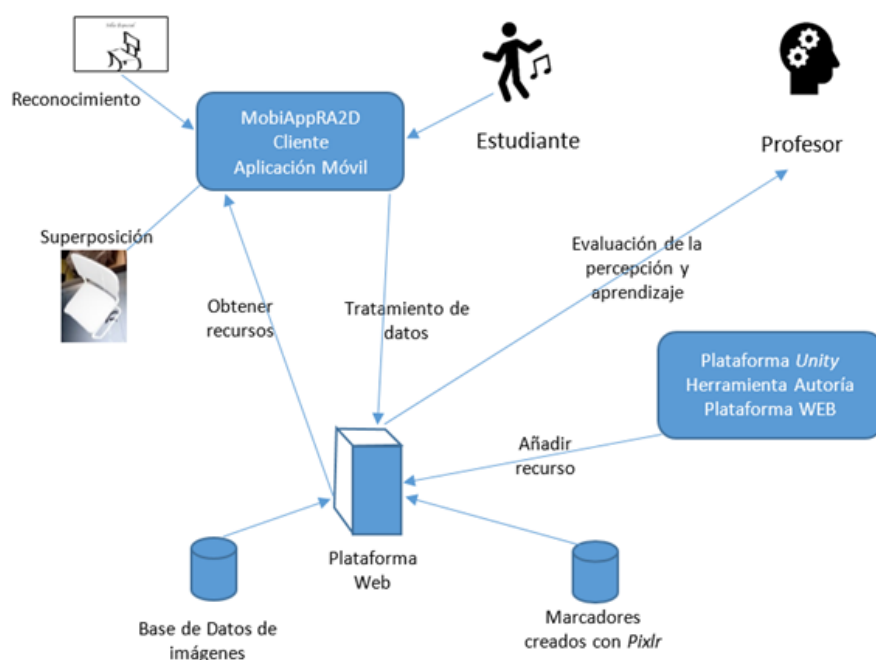 Reconocimiento
MobiAppRA2D
Cliente
Aplicación Móvil
Estudiante
Profesor
Superposición
Obtener
recursos
Tratamiento de
datos
Evaluación de la
percepción y
aprendizaje
Plataforma Unity
Herramienta Autoría
Plataforma WEB
Añadir
recurso
Plataforma
Web
Base de Datos de
imágenes
Marcadores
creados con Pixlr